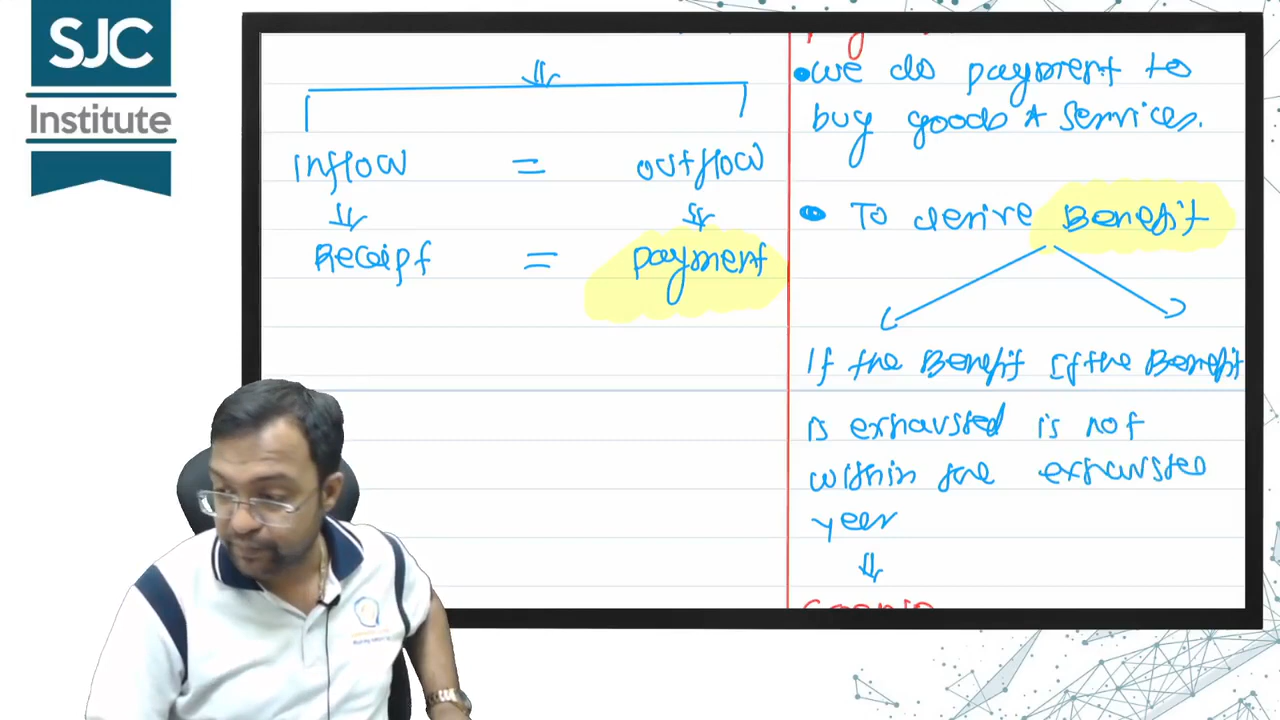 SJC
Institute
Inflow = outflow
Receipt = payment
• we do payment to
buy goods & services.
• To derive Benefit
If the Benefit
is exhausted
within the
year
If the Benefit
is not
exhausted